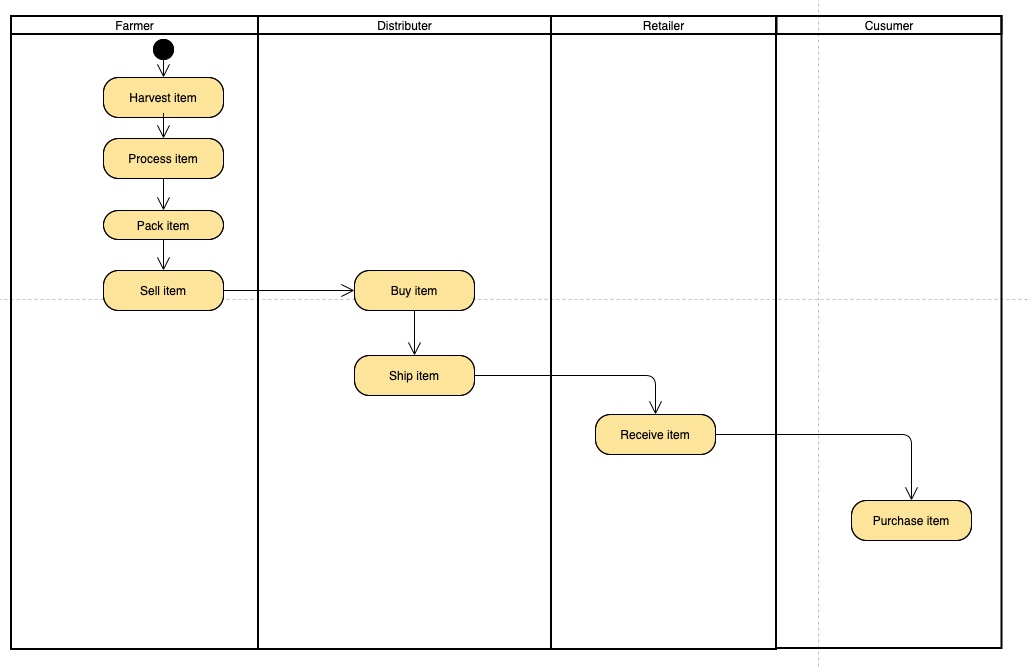 Farmer
Distributer
Retailer
Cusumer
Harvest item
Process item
Pack item
Sell item
Buy item
Ship item
Receive item
Purchase item